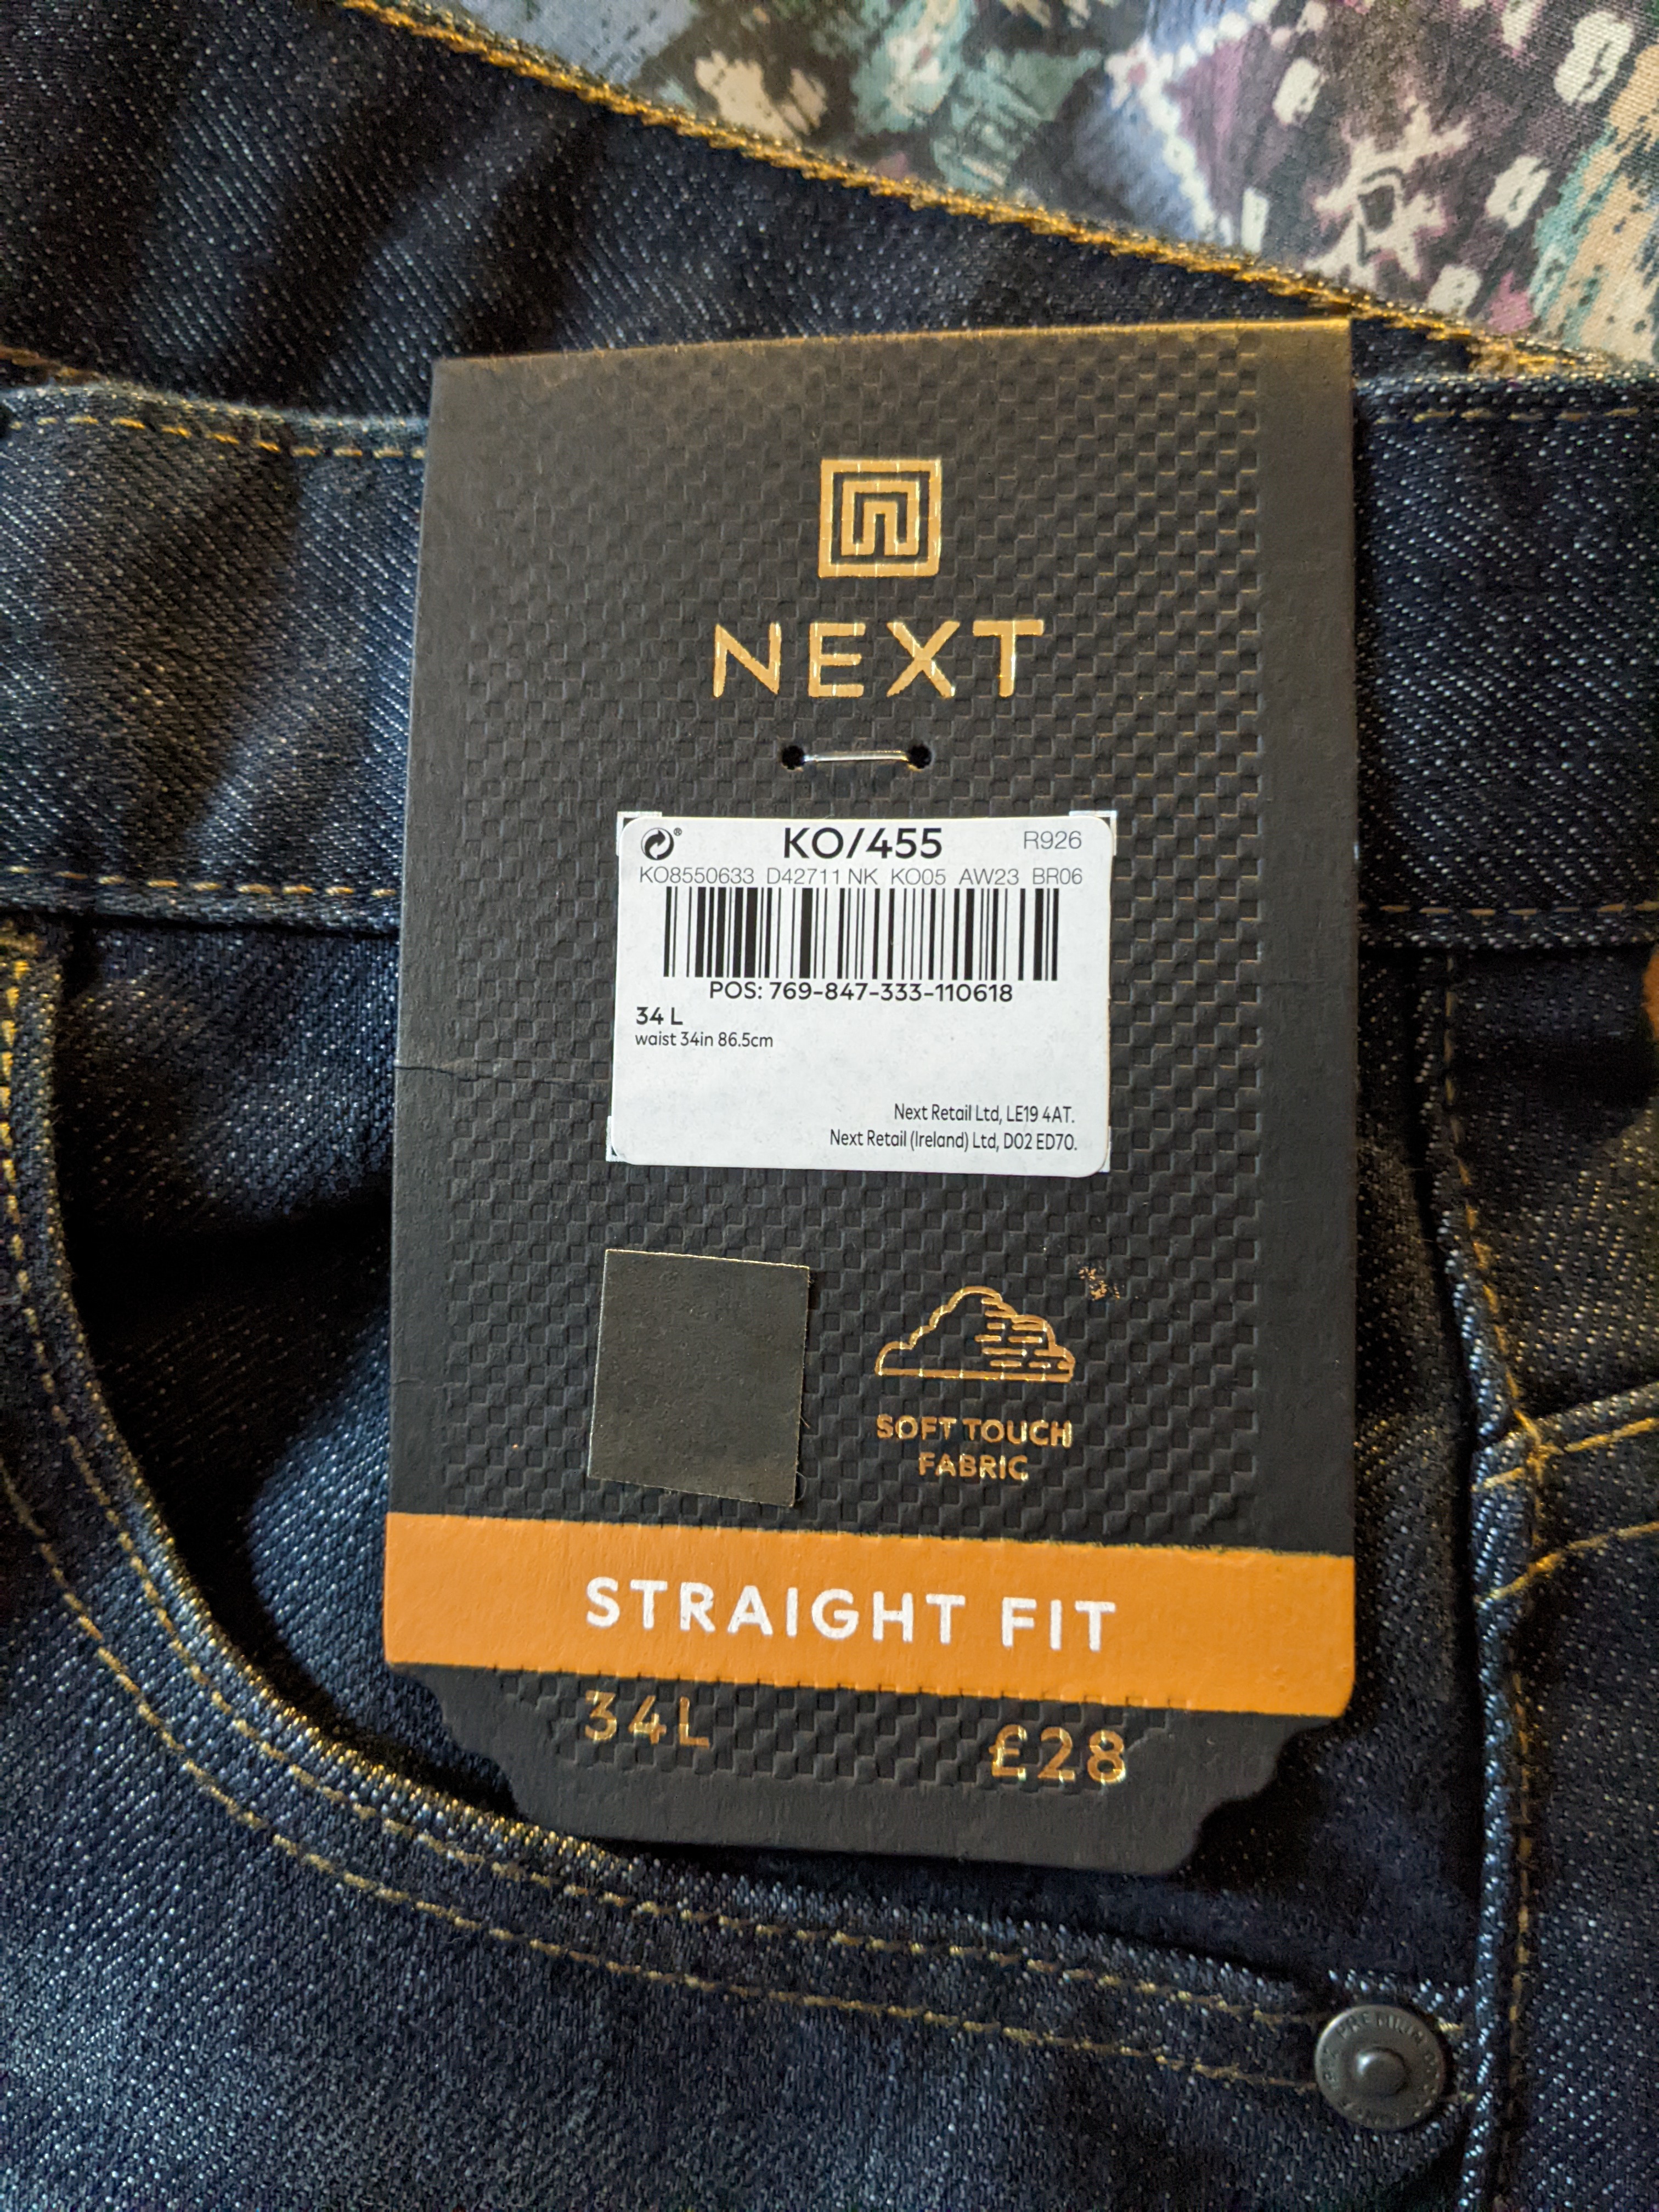 NEXT
®
KO/455
R926
KO8550633 D42711 NK KO05 AW23 BR06
POS: 769-847-333-110618
34 L
waist 34in 86.5cm
Next Retail Ltd, LE19 4AT.
Next Retail (Ireland) Ltd, D02 ED70.
SOFT TOUCH
FABRIC
STRAIGHT FIT
34L
£28
PREMIUM